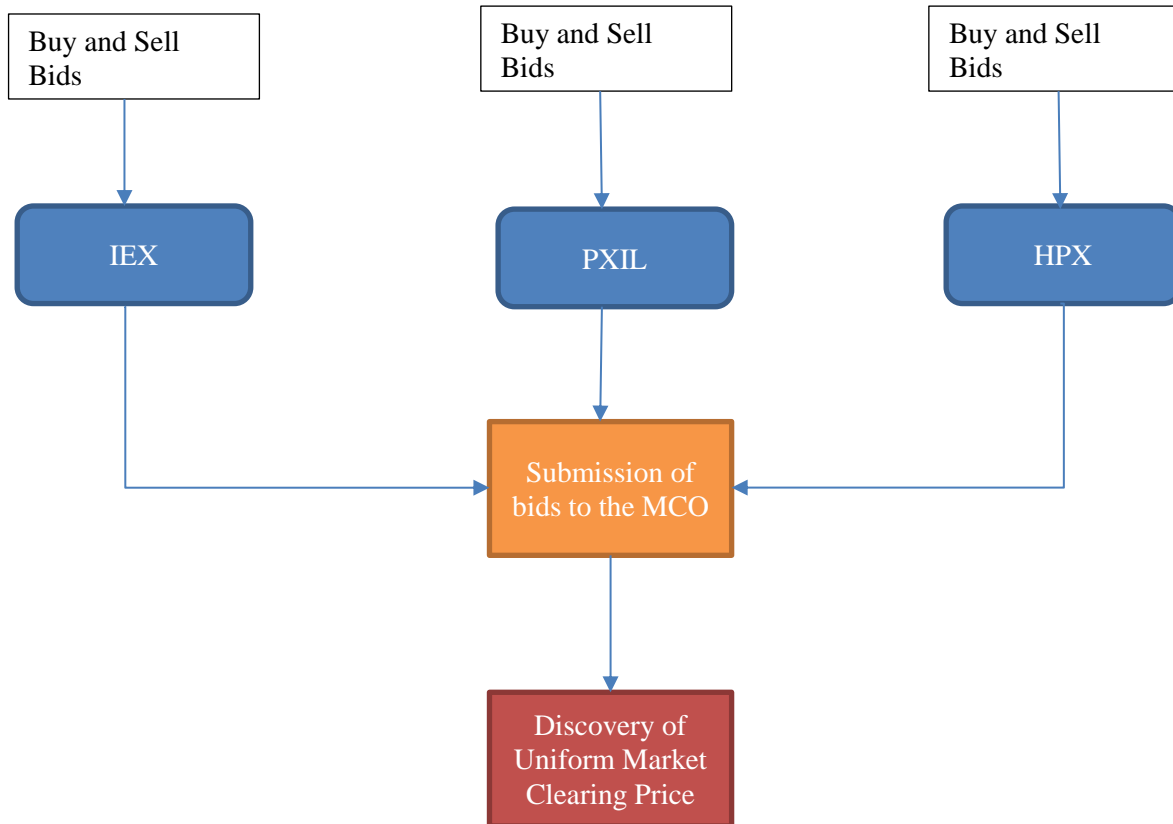 Buy and Sell
Bids
Buy and Sell
Bids
Buy and Sell
Bids
IEX
PXIL
HPX
Submission of
bids to the MCO
Discovery of
Uniform Market
Clearing Price